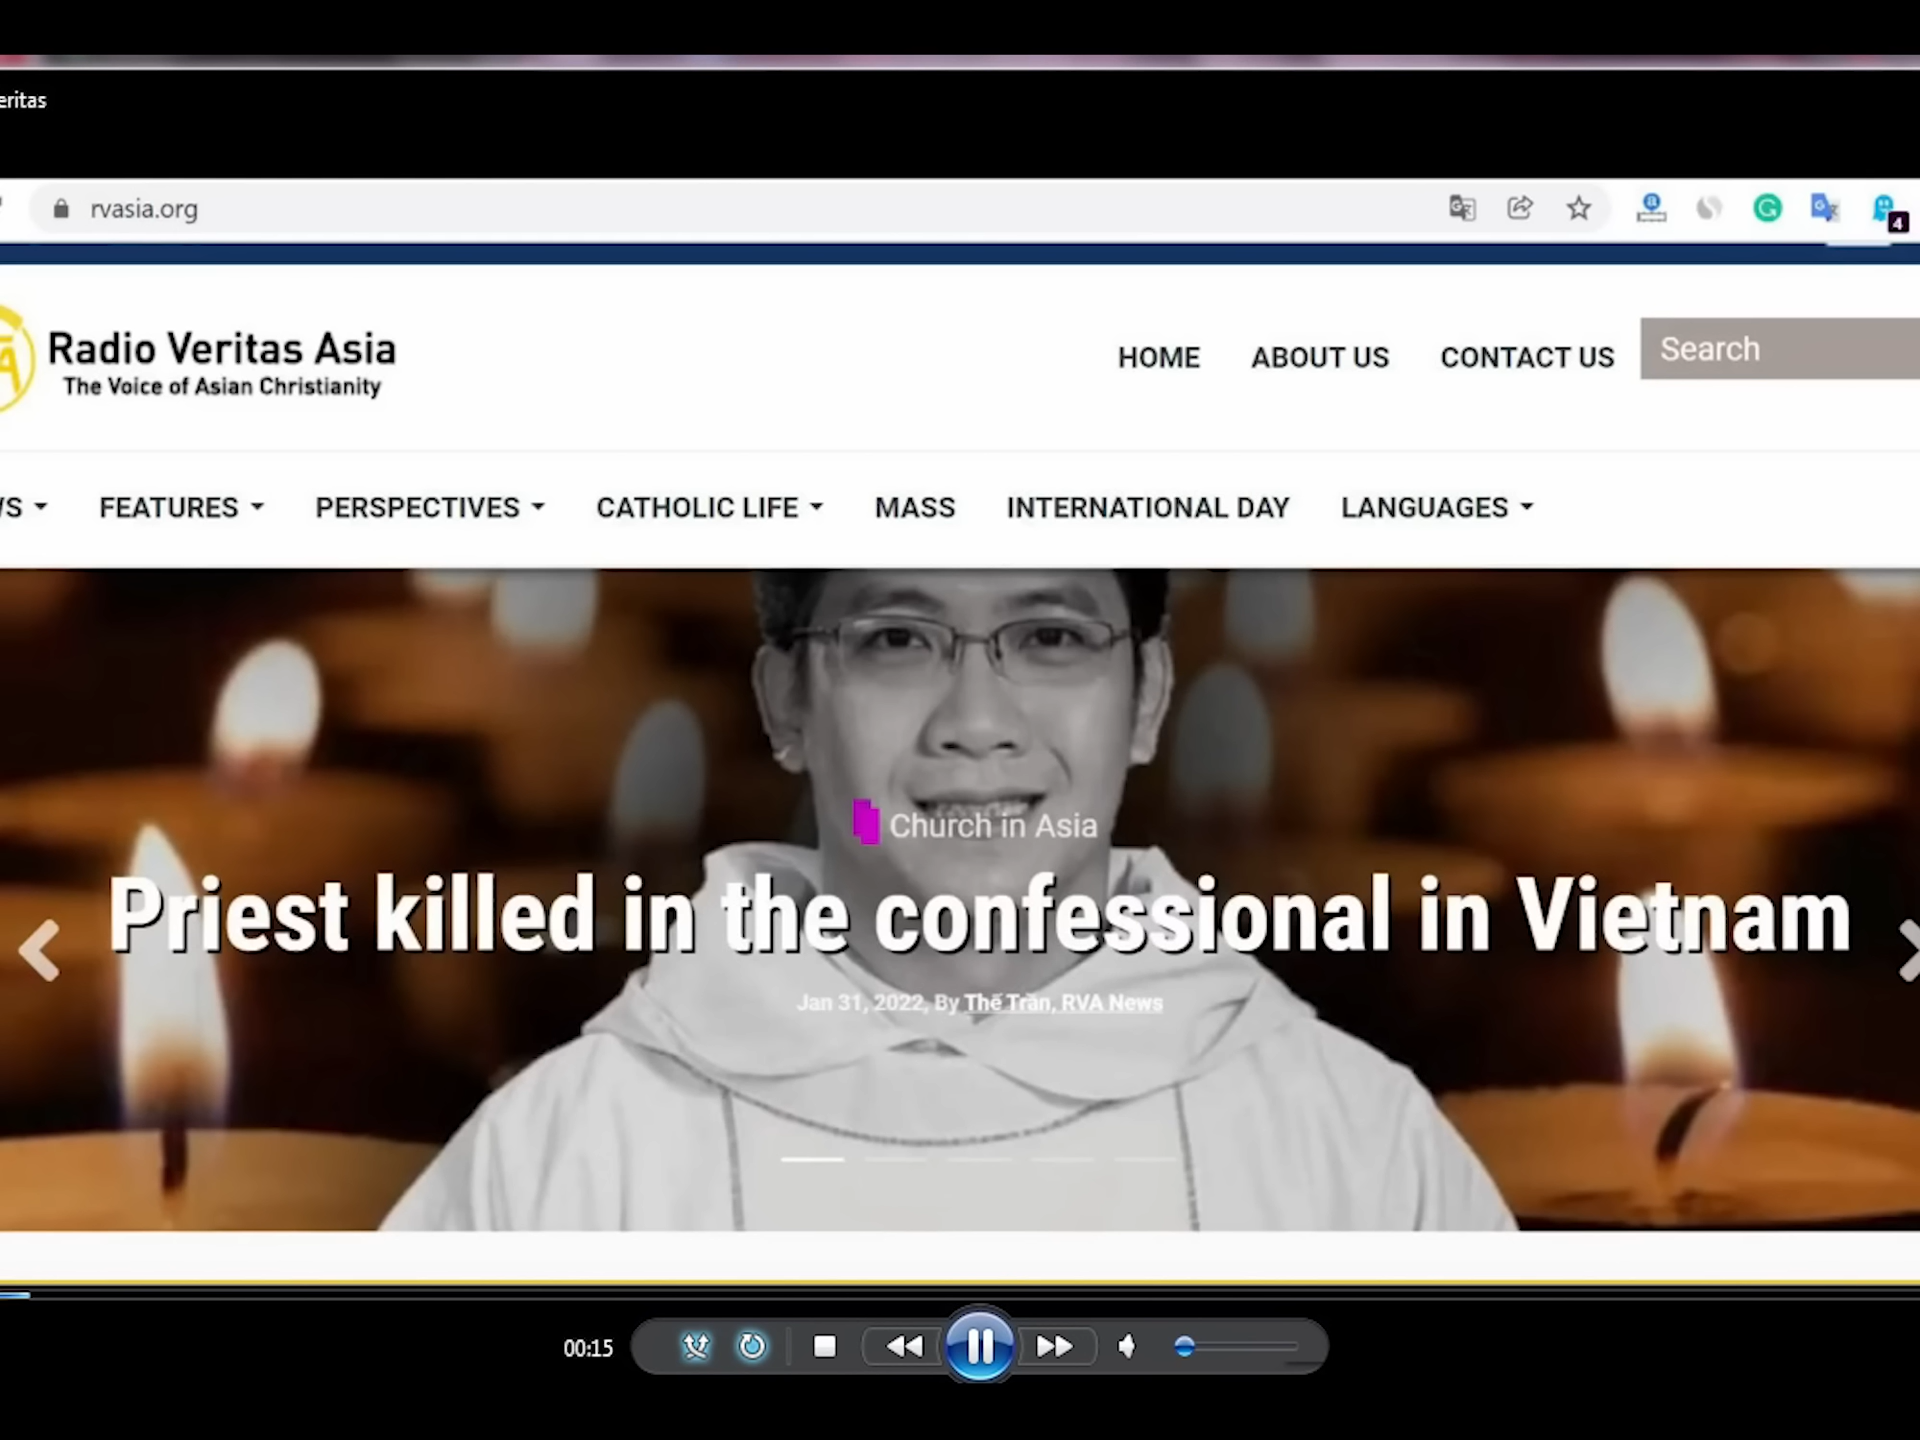 eritas
rvasia.org
4
Radio Veritas Asia
The Voice of Asian Christianity
HOME ABOUT US CONTACT US Search
FEATURES PERSPECTIVES CATHOLIC LIFE MASS INTERNATIONAL DAY LANGUAGES
Church in Asia
Priest killed in the confessional in Vietnam
Jan 31, 2022, By Thế Trần, RVA News
00:15